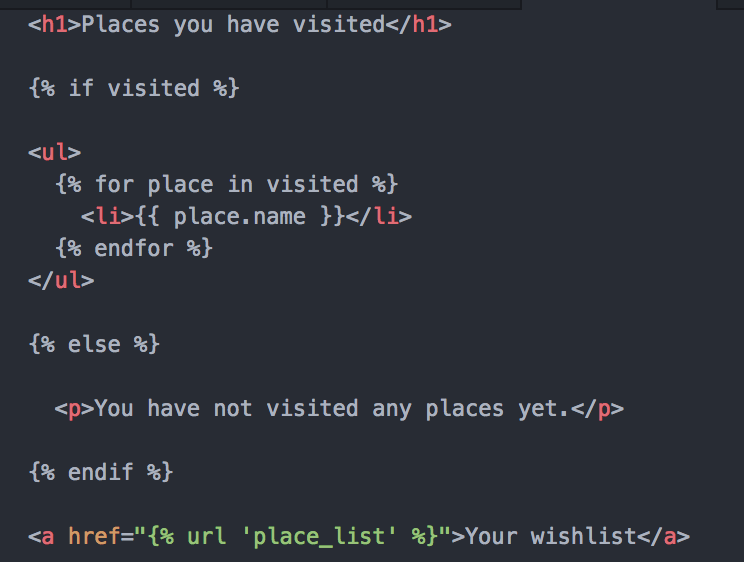 <h1>Places you have visited</h1>
{% if visited %}
<ul>
{% for place in visited %}
<li>{{ place.name }}</li>
{% endfor %}
</ul>
{% else %}
<p>You have not visited any places yet.</p>
{% endif %}
<a href="{% url 'place_list' %}">Your wishlist</a>